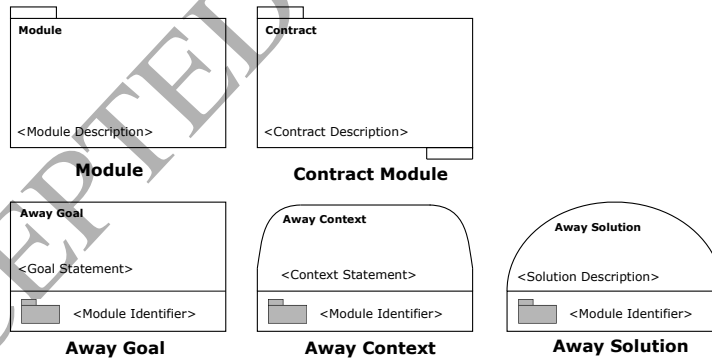 Module
Contract
<Module Description>
<Contract Description>
Module
Contract Module
Away Goal
Away Context
Away Solution
<Goal Statement>
<Context Statement>
<Solution Description>
<Module Identifier>
<Module Identifier>
<Module Identifier>
Away Goal
Away Context
Away Solution